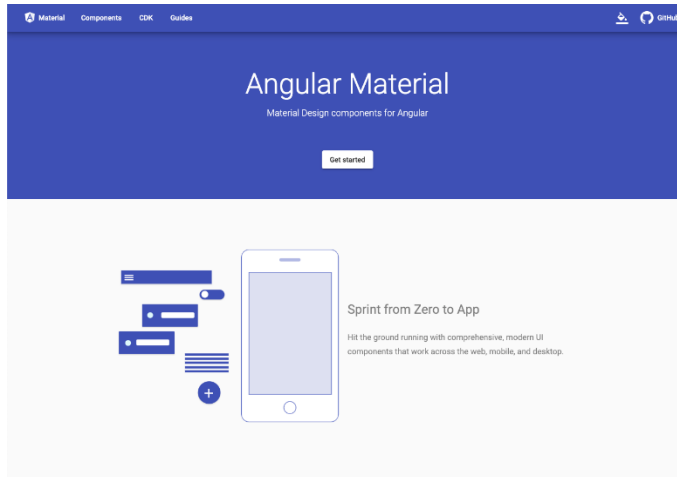 Material Components CDK Guides GitHu
Angular Material
Material Design components for Angular
Get started
Sprint from Zero to App
Hit the ground running with comprehensive, modern UI
components that work across the web, mobile, and desktop.